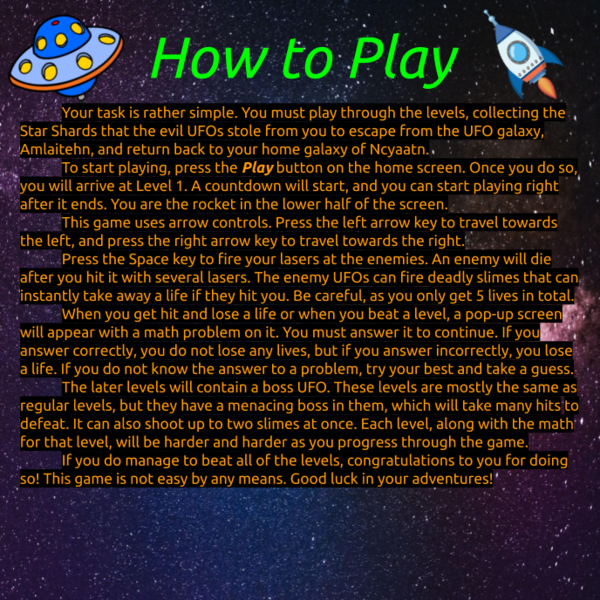 How to Play
Your task is rather simple. You must play through the levels, collecting the
Star Shards that the evil UFOs stole from you to escape from the UFO galaxy,
Amlaitehn, and return back to your home galaxy of Ncyaatn.
To start playing, press the Play button on the home screen. Once you do so,
you will arrive at Level 1. A countdown will start, and you can start playing right
after it ends. You are the rocket in the lower half of the screen.
This game uses arrow controls. Press the left arrow key to travel towards
the left, and press the right arrow key to travel towards the right.
Press the Space key to fire your lasers at the enemies. An enemy will die
after you hit it with several lasers. The enemy UFOs can fire deadly slimes that can
instantly take away a life if they hit you. Be careful, as you only get 5 lives in total.
When you get hit and lose a life or when you beat a level, a pop-up screen
will appear with a math problem on it. You must answer it to continue. If you
answer correctly, you do not lose any lives, but if you answer incorrectly, you lose
a life. If you do not know the answer to a problem, try your best and take a guess.
The later levels will contain a boss UFO. These levels are mostly the same as
regular levels, but they have a menacing boss in them, which will take many hits to
defeat. It can also shoot up to two slimes at once. Each level, along with the math
for that level, will be harder and harder as you progress through the game.
If you do manage to beat all of the levels, congratulations to you for doing
so! This game is not easy by any means. Good luck in your adventures!